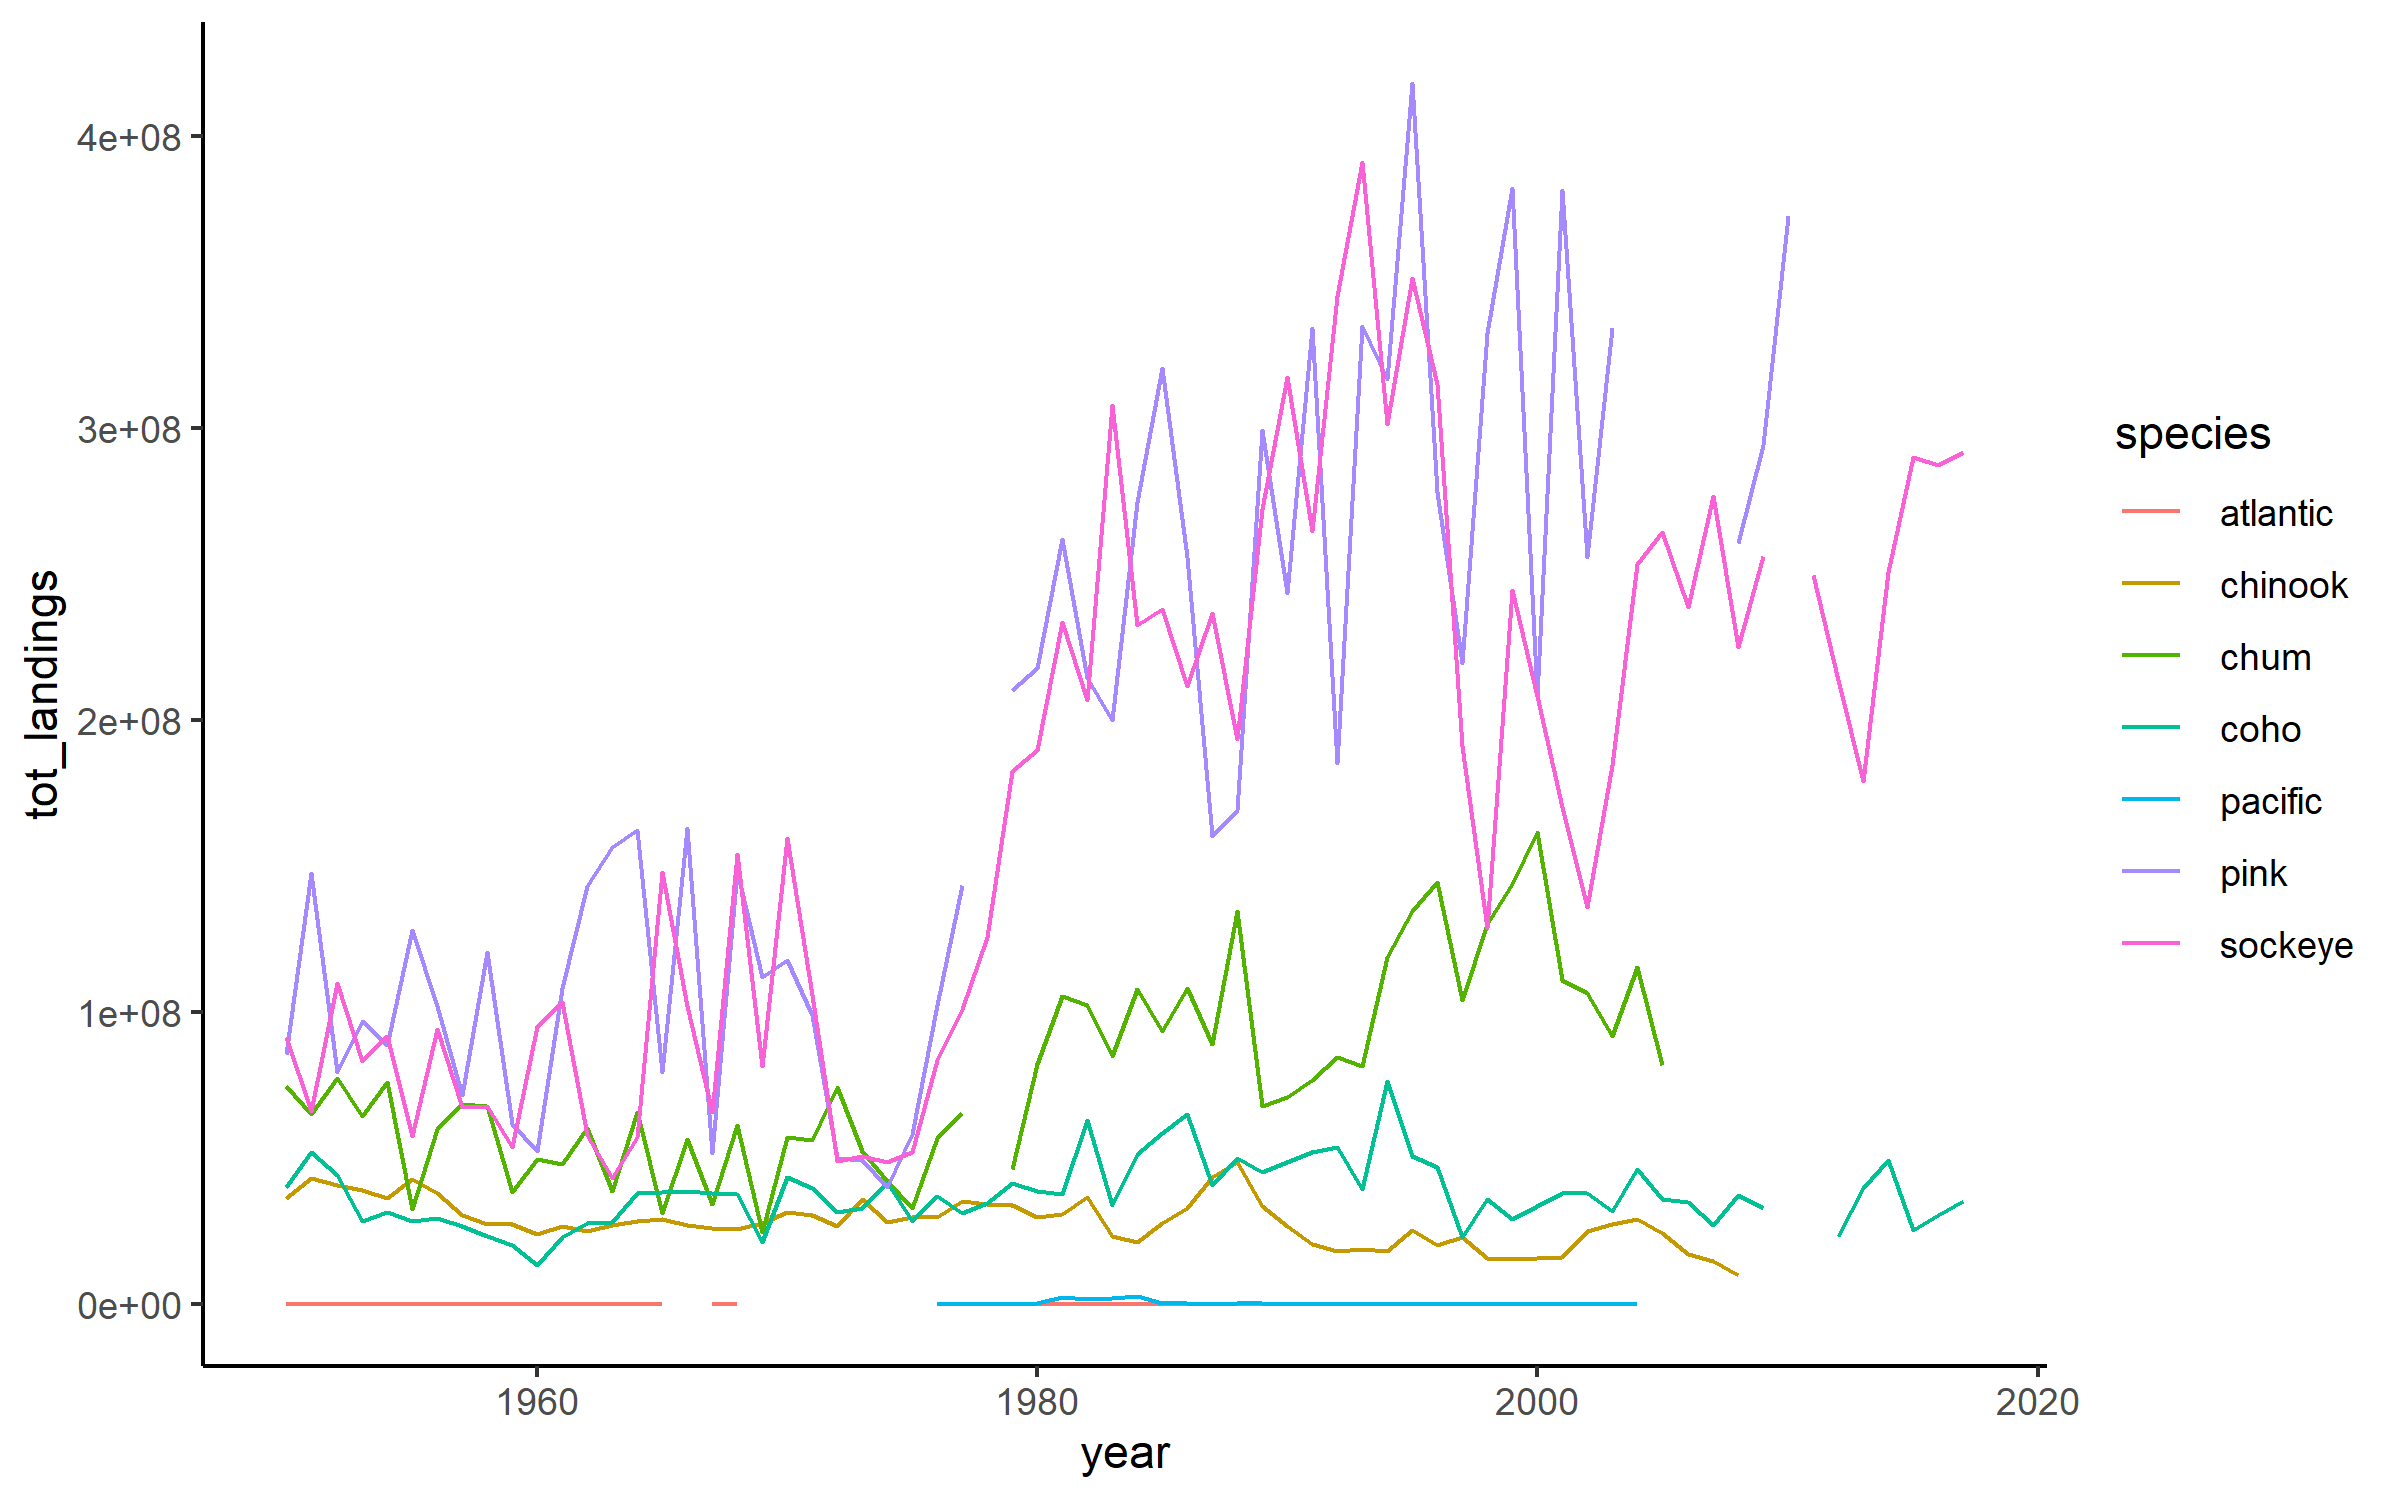 tot_landings
4e+08
3e+08
2e+08
1e+08
0e+00
1960
1980
2000
2020
year
species
atlantic
chinook
chum
coho
pacific
pink
sockeye